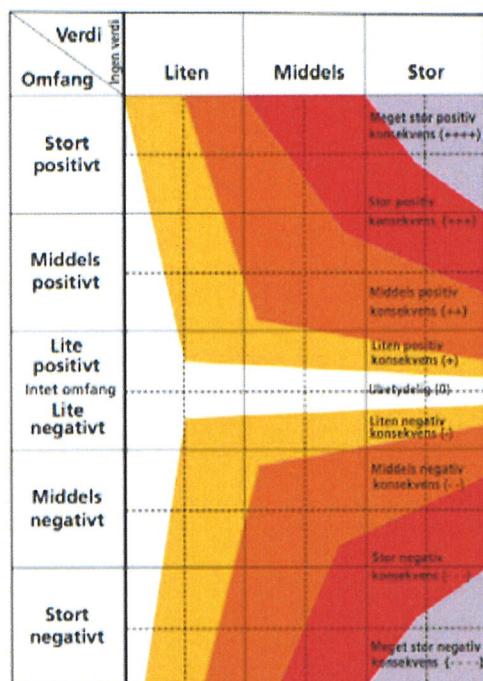 Verdi
Ingen verdi
Omfang
Liten
Middels
Stor
Stort
positivt
Meget stor positiv
konsekvens (++++)
Stor positiv
konsekvens (+++)
Middels
positivt
Middels positiv
konsekvens (++)
Lite
positivt
Liten positiv
konsekvens (+)
Intet omfang
Ubetydelig (0)
Lite
negativt
Liten negativ
konsekvens (-)
Middels
negativt
Middels negativ
konsekvens (- -)
Stor negativ
konsekvens (- - -)
Stort
negativt
Meget stor negativ
konsekvens (- - - -)